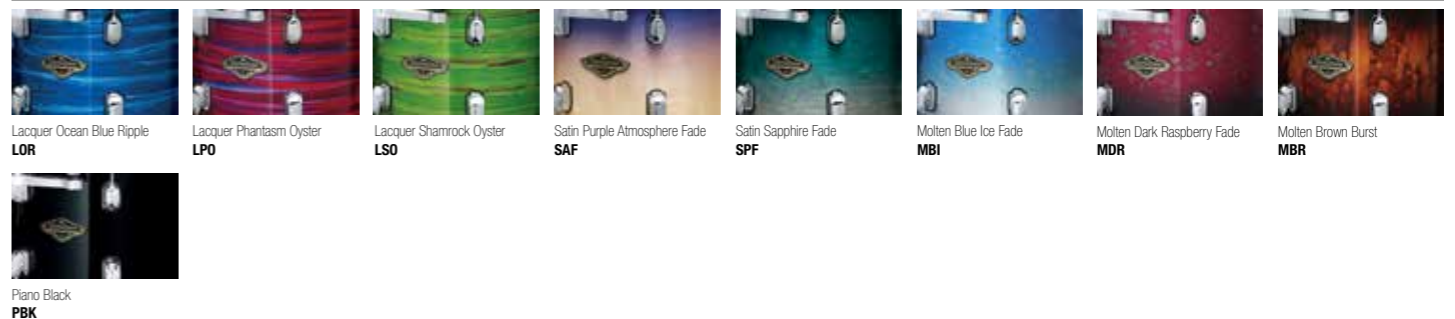 Lacquer Ocean Blue Ripple
LOR
Lacquer Phantasm Oyster
LPO
Lacquer Shamrock Oyster
LSO
Satin Purple Atmosphere Fade
SAF
Satin Sapphire Fade
SPF
Molten Blue Ice Fade
MBI
Molten Dark Raspberry Fade
MDR
Molten Brown Burst
MBR
Piano Black
PBK